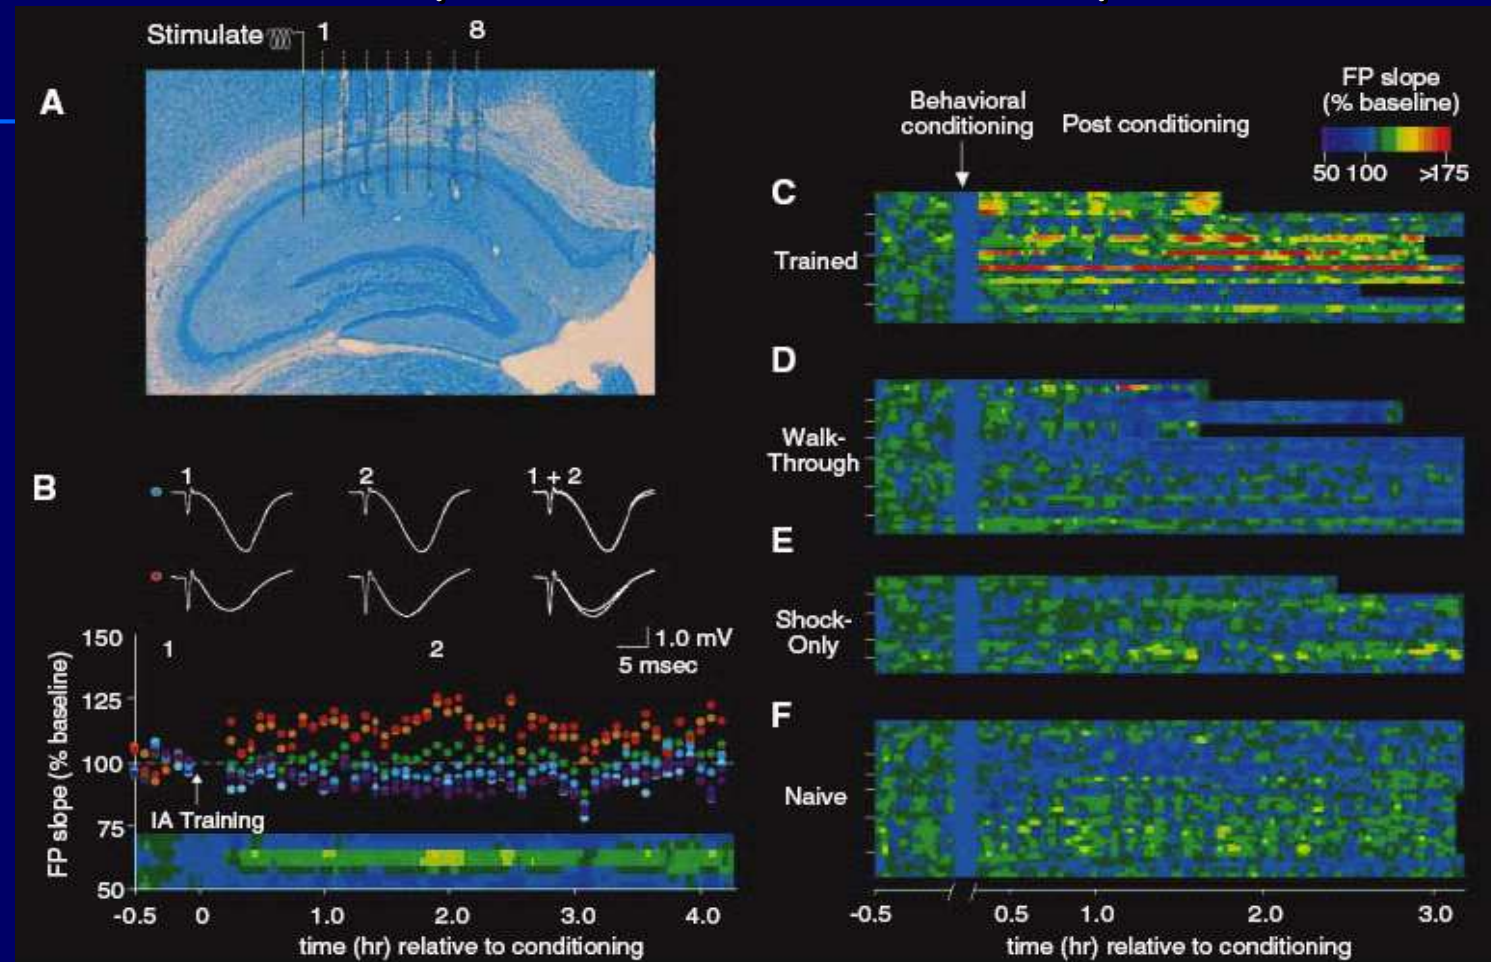 Stimulate 1 8
A
B
1 2 1 + 2
1.0 mV
5 msec
150
125
100
75
50
FP slope (% baseline)
1 2
IA Training
-0.5 0 1.0 2.0 3.0 4.0
time (hr) relative to conditioning
FP slope
(% baseline)
50 100 >175
Behavioral
conditioning
Post conditioning
C
Trained
D
Walk-
Through
E
Shock-
Only
F
Naive
-0.5 0.5 1.0 2.0 3.0
time (hr) relative to conditioning